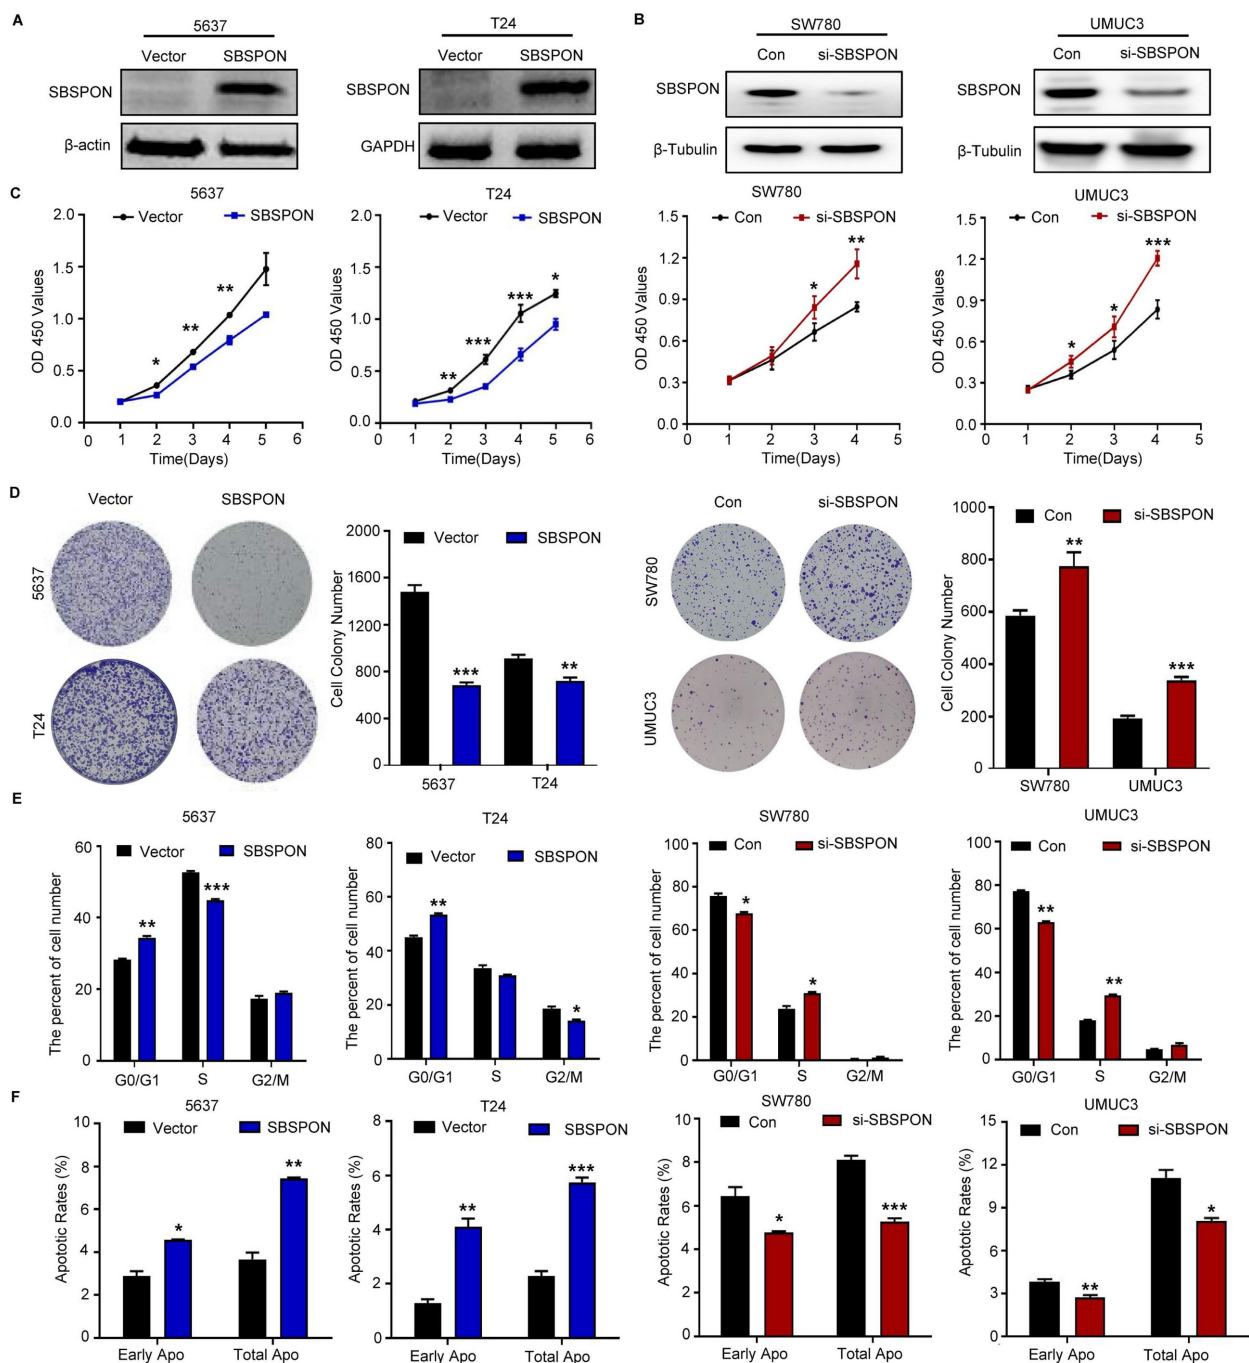 A
5637
Vector SBSPON
SBSPON
β-actin
T24
Vector SBSPON
SBSPON
GAPDH
B
SW780
Con si-SBSPON
SBSPON
β-Tubulin
UMUC3
Con si-SBSPON
SBSPON
β-Tubulin
C
5637
Vector SBSPON
OD 450 Values
2.0
1.5
1.0
0.5
0.0
* ** **
0 1 2 3 4 5 6
Time(Days)
T24
Vector SBSPON
OD 450 Values
2.0
1.5
1.0
0.5
0.0
** *** *** *
0 1 2 3 4 5 6
Time(Days)
SW780
Con si-SBSPON
OD 450 Values
1.5
1.2
0.9
0.6
0.3
0.0
* **
0 1 2 3 4 5
Time(Days)
UMUC3
Con si-SBSPON
OD 450 Values
1.5
1.2
0.9
0.6
0.3
0.0
* * ***
0 1 2 3 4 5
Time(Days)
D
Vector SBSPON
5637
T24
Cell Colony Number
2000
1600
1200
800
400
0
Vector SBSPON
*** **
5637 T24
Con si-SBSPON
SW780
UMUC3
Cell Colony Number
1000
800
600
400
200
0
Con si-SBSPON
** ***
SW780 UMUC3
E
5637
Vector SBSPON
The percent of cell number
60
40
20
0
** ***
G0/G1 S G2/M
T24
Vector SBSPON
The percent of cell number
80
60
40
20
0
** *
G0/G1 S G2/M
SW780
Con si-SBSPON
The percent of cell number
100
80
60
40
20
0
* *
G0/G1 S G2/M
UMUC3
Con si-SBSPON
The percent of cell number
100
80
60
40
20
0
** **
G0/G1 S G2/M
F
5637
Vector SBSPON
Apototic Rates (%)
10
8
6
4
2
0
* **
Early Apo Total Apo
T24
Vector SBSPON
Apototic Rates (%)
8
6
4
2
0
** ***
Early Apo Total Apo
SW780
Con si-SBSPON
Apototic Rates (%)
10
8
6
4
2
0
* ***
Early Apo Total Apo
UMUC3
Con si-SBSPON
Apototic Rates (%)
15
12
9
6
3
0
** *
Early Apo Total Apo